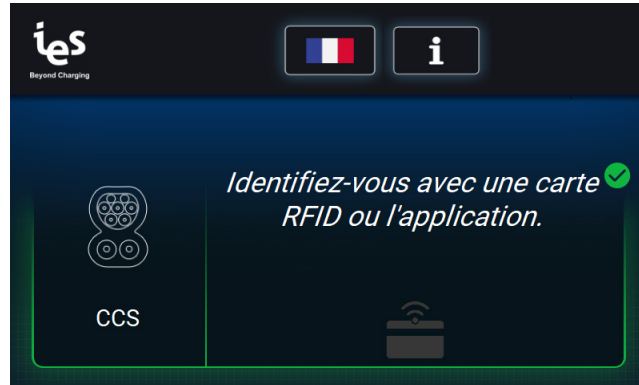 ies
Beyond Charging
i
Identifiez-vous avec une carte
RFID ou l'application.
CCS